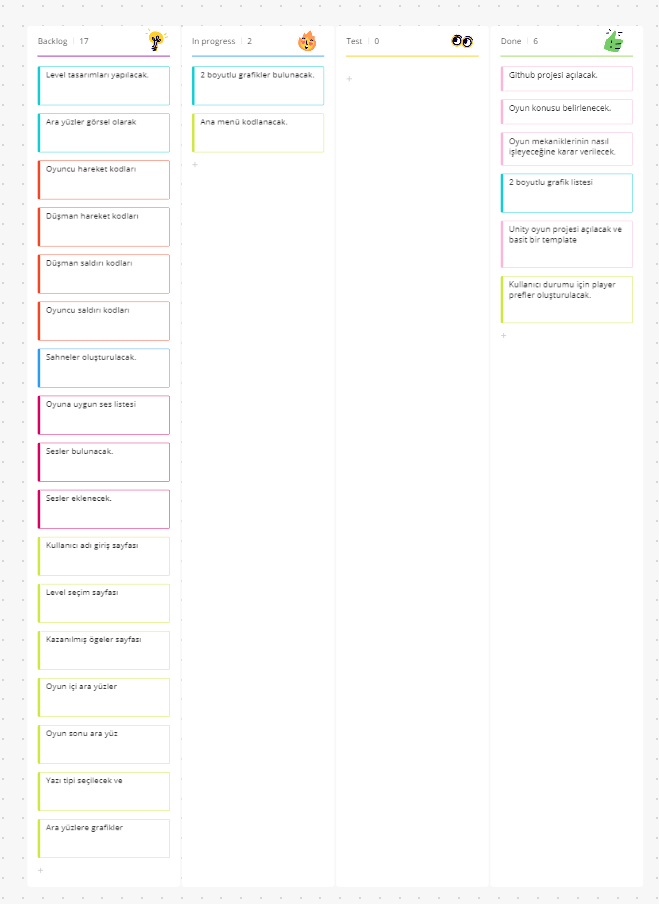 Backlog | 17
Level tasarımları yapılacak.
Ara yüzler görsel olarak
Oyuncu hareket kodları
Düşman hareket kodları
Düşman saldırı kodları
Oyuncu saldırı kodları
Sahneler oluşturulacak.
Oyuna uygun ses listesi
Sesler bulunacak.
Sesler eklenecek.
Kullanıcı adı giriş sayfası
Level seçim sayfası
Kazanılmış ögeler sayfası
Oyun içi ara yüzler
Oyun sonu ara yüz
Yazı tipi seçilecek ve
Ara yüzlere grafikler
+
In progress | 2
2 boyutlu grafikler bulunacak.
Ana menü kodlanacak.
+
Test | 0
+
Done | 6
Github projesi açılacak.
Oyun konusu belirlenecek.
Oyun mekaniklerinin nasıl
işleyeceğine karar verilecek.
2 boyutlu grafik listesi
Unity oyun projesi açılacak ve
basit bir template
Kullanıcı durumu için player
prefler oluşturulacak.
+